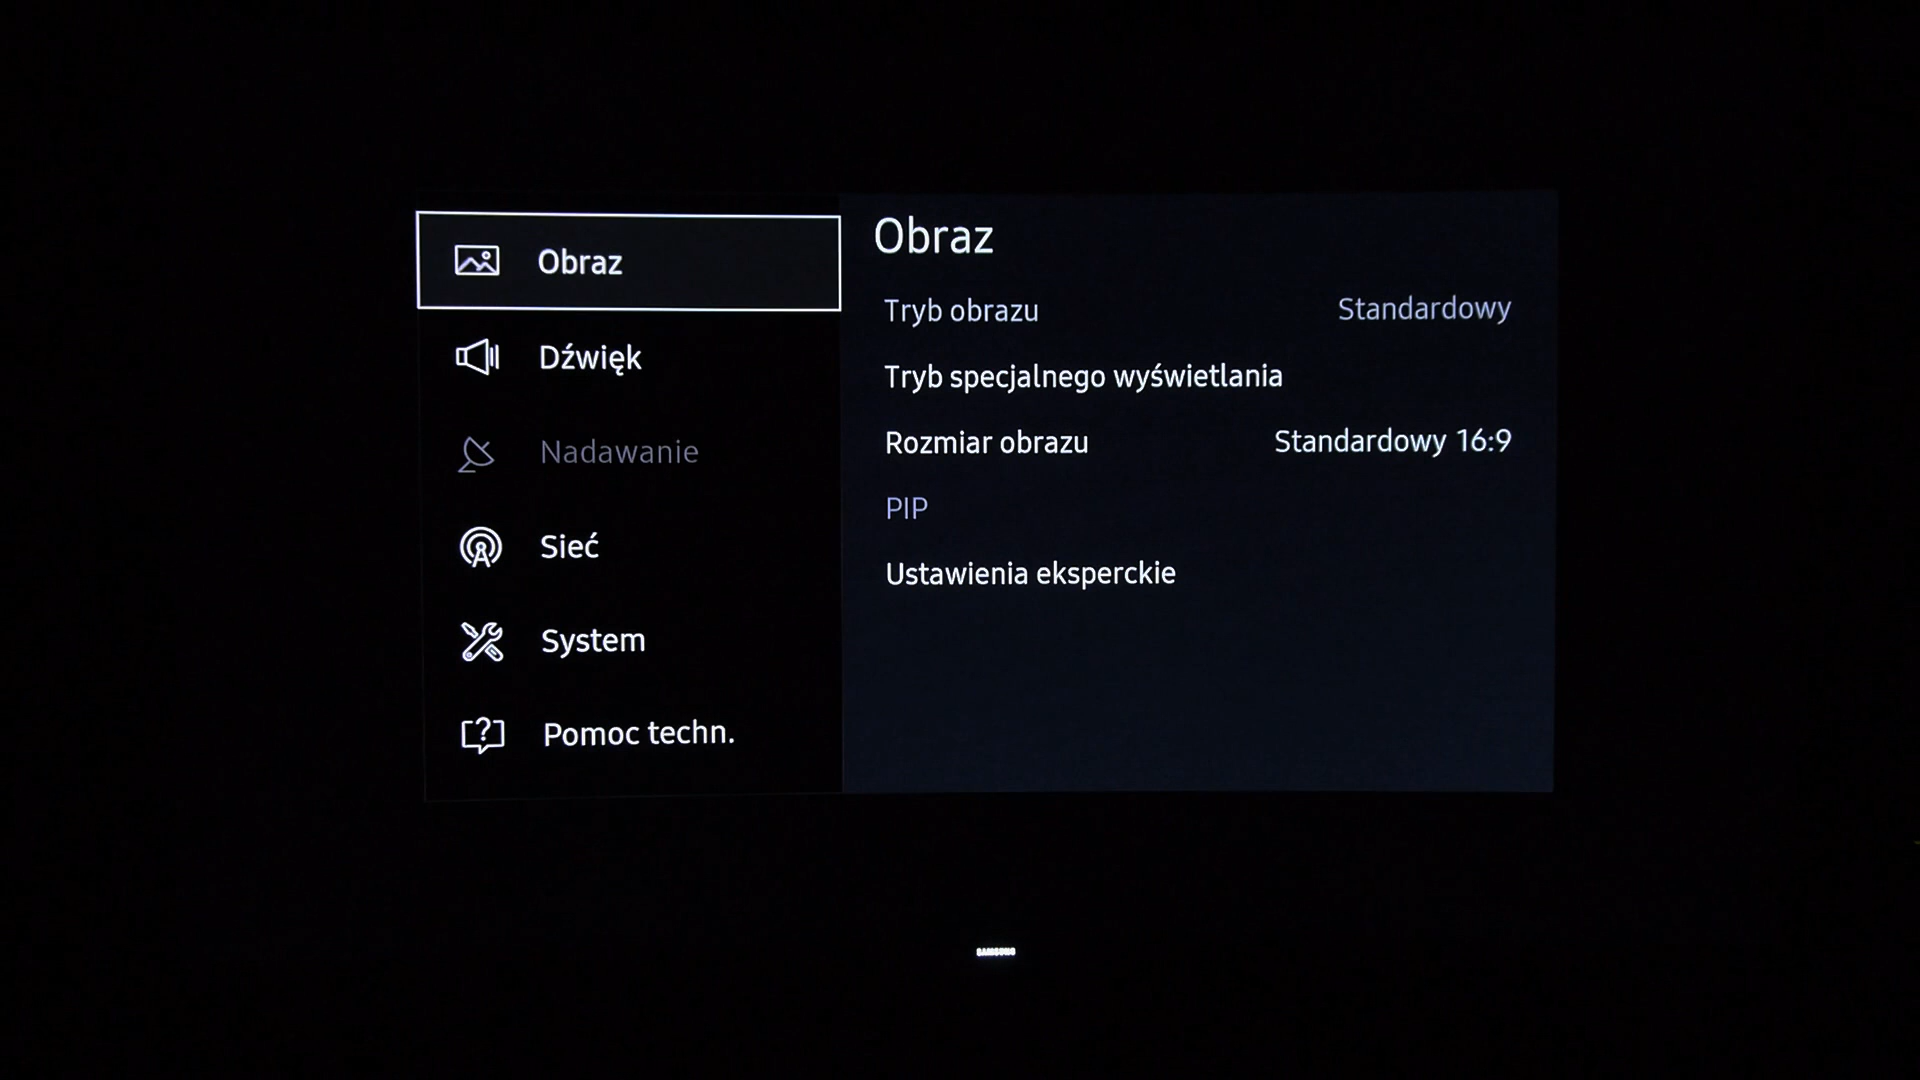 Obraz
Dźwięk
Nadawanie
Sieć
System
Pomoc techn.
Obraz
Tryb obrazu Standardowy
Tryb specjalnego wyświetlania
Rozmiar obrazu Standardowy 16:9
PIP
Ustawienia eksperckie
SAMSUNG